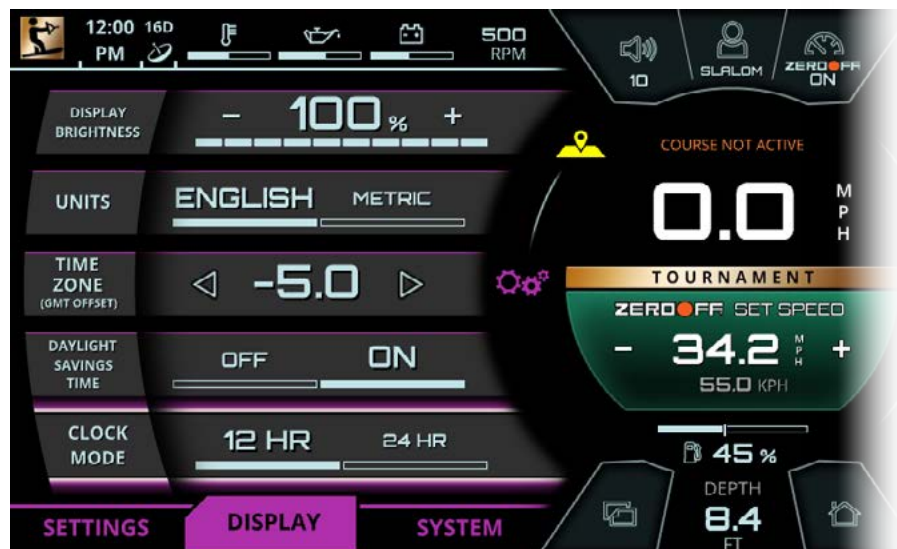 12:00 16D
PM
500
RPM
10
SLALOM
ZEROOFF
ON
DISPLAY
BRIGHTNESS
- 100 % +
UNITS
ENGLISH METRIC
TIME
ZONE
(GMT OFFSET)
-5.0
DAYLIGHT
SAVINGS
TIME
OFF ON
CLOCK
MODE
12 HR 24 HR
SETTINGS DISPLAY SYSTEM
COURSE NOT ACTIVE
0.0 MPH
TOURNAMENT
ZEROOFF SET SPEED
- 34.2 MPH +
55.0 KPH
45 %
DEPTH
8.4
FT